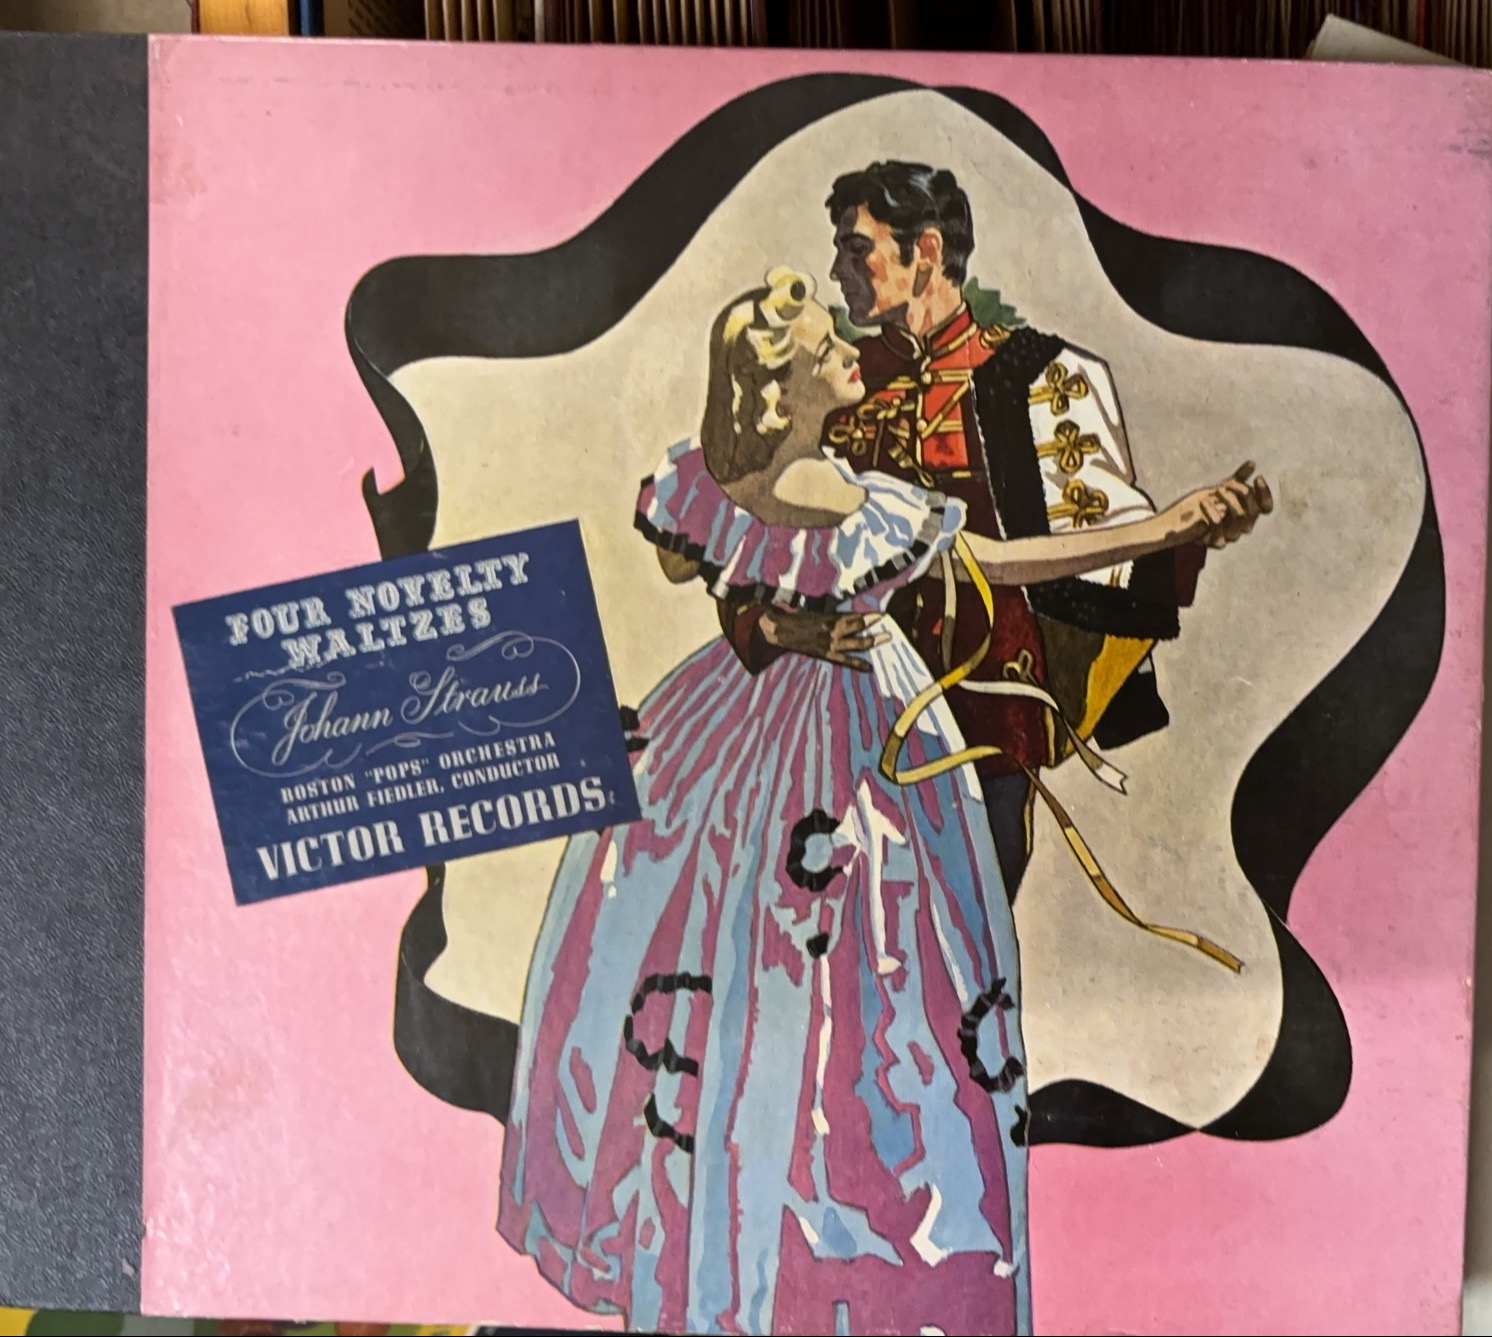 FOUR NOVELTY
WALTZES
Johann Strauss
BOSTON "POPS" ORCHESTRA
ARTHUR FIEDLER, CONDUCTOR
VICTOR RECORDS